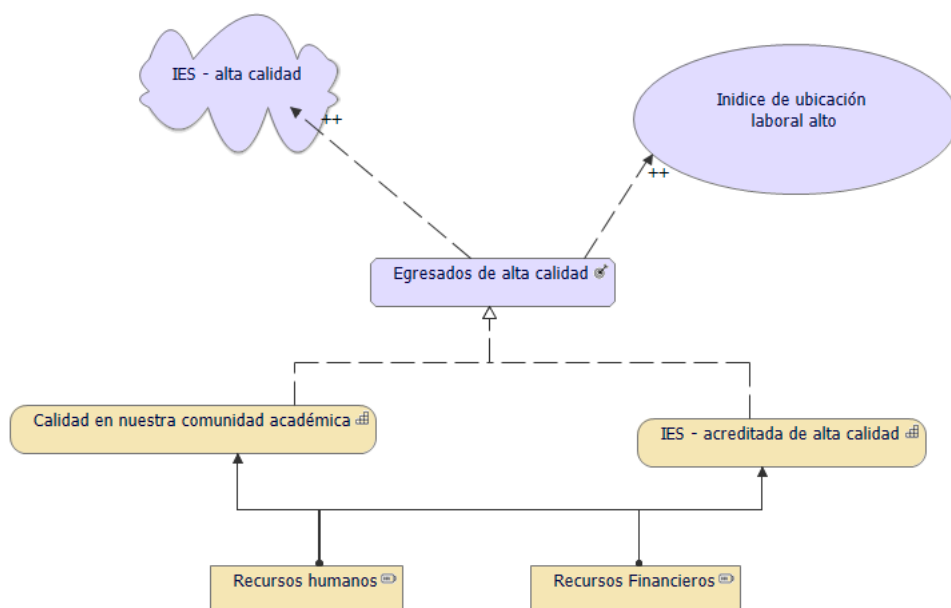 IES - alta calidad
Inidice de ubicación
laboral alto
++
++
Egresados de alta calidad
Calidad en nuestra comunidad académica
IES - acreditada de alta calidad
Recursos humanos
Recursos Financieros